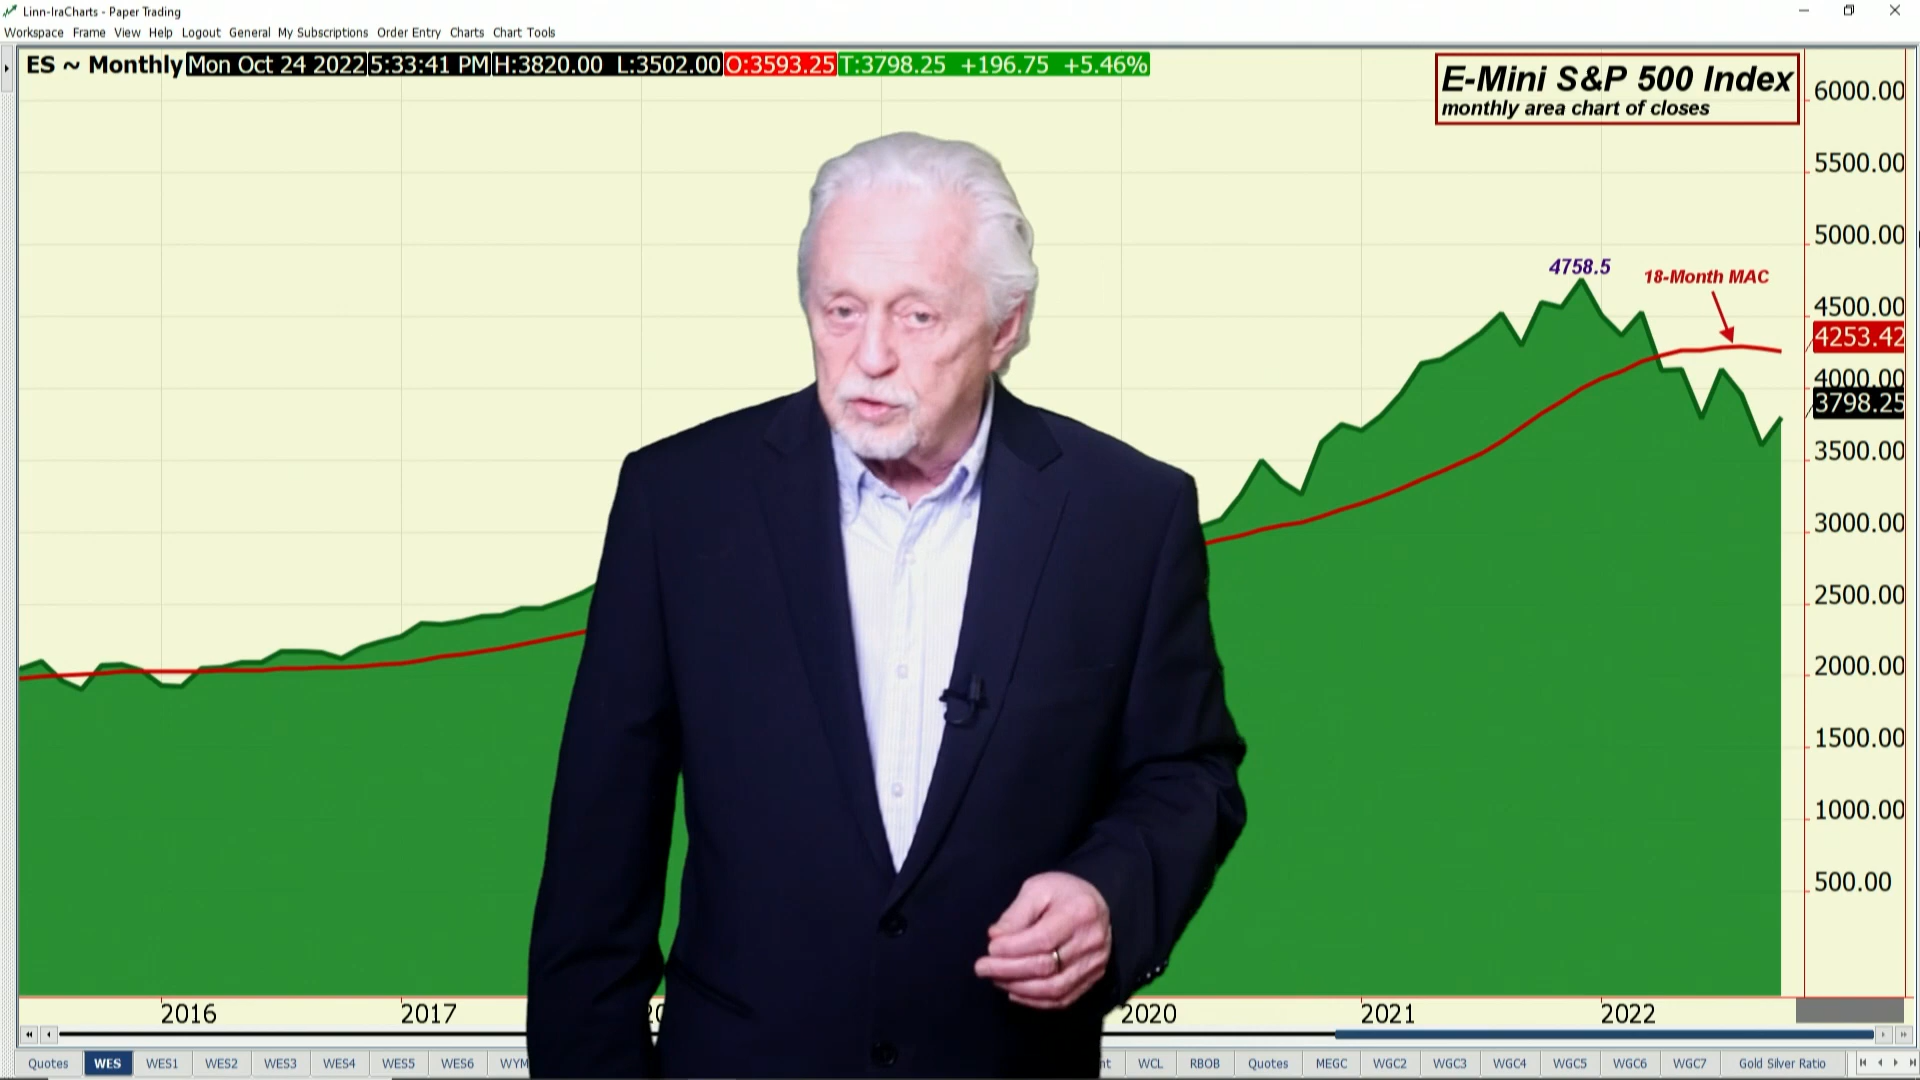 Linn-IraCharts - Paper Trading
Workspace Frame View Help Logout General My Subscriptions Order Entry Charts Chart Tools
ES ~ Monthly Mon Oct 24 2022 5:33:41 PM H:3820.00 L:3502.00 O:3593.25 T:3798.25 +196.75 +5.46%
E-Mini S&P 500 Index
monthly area chart of closes
6000.00
5500.00
5000.00
4758.5
18-Month MAC
4500.00
4253.42
4000.00
3798.25
3500.00
3000.00
2500.00
2000.00
1500.00
1000.00
500.00
2016 2017 2020 2021 2022
Quotes WES WES1 WES2 WES3 WES4 WES5 WES6 WCL RBOB Quotes MEGC WGC2 WGC3 WGC4 WGC5 WGC6 WGC7 Gold Silver Ratio